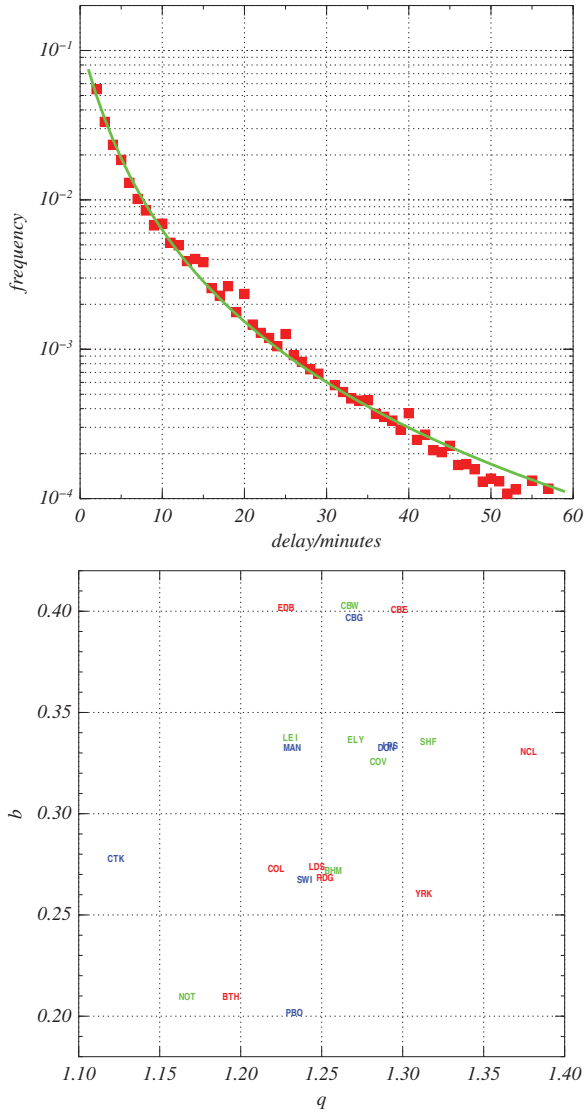 10⁻¹
10⁻²
10⁻³
10⁻⁴
frequency
0 10 20 30 40 50 60
delay/minutes
0.40
0.35
0.30
0.25
0.20
b
EDB
CBW
CBE
CBG
LEI
ELY
SHF
MAN
DON
NCL
COV
CTK
COL
LDS
BHM
SWI
RDG
YRK
NOT
BTH
PBO
1.10 1.20 1.20 1.25 1.30 1.40
q